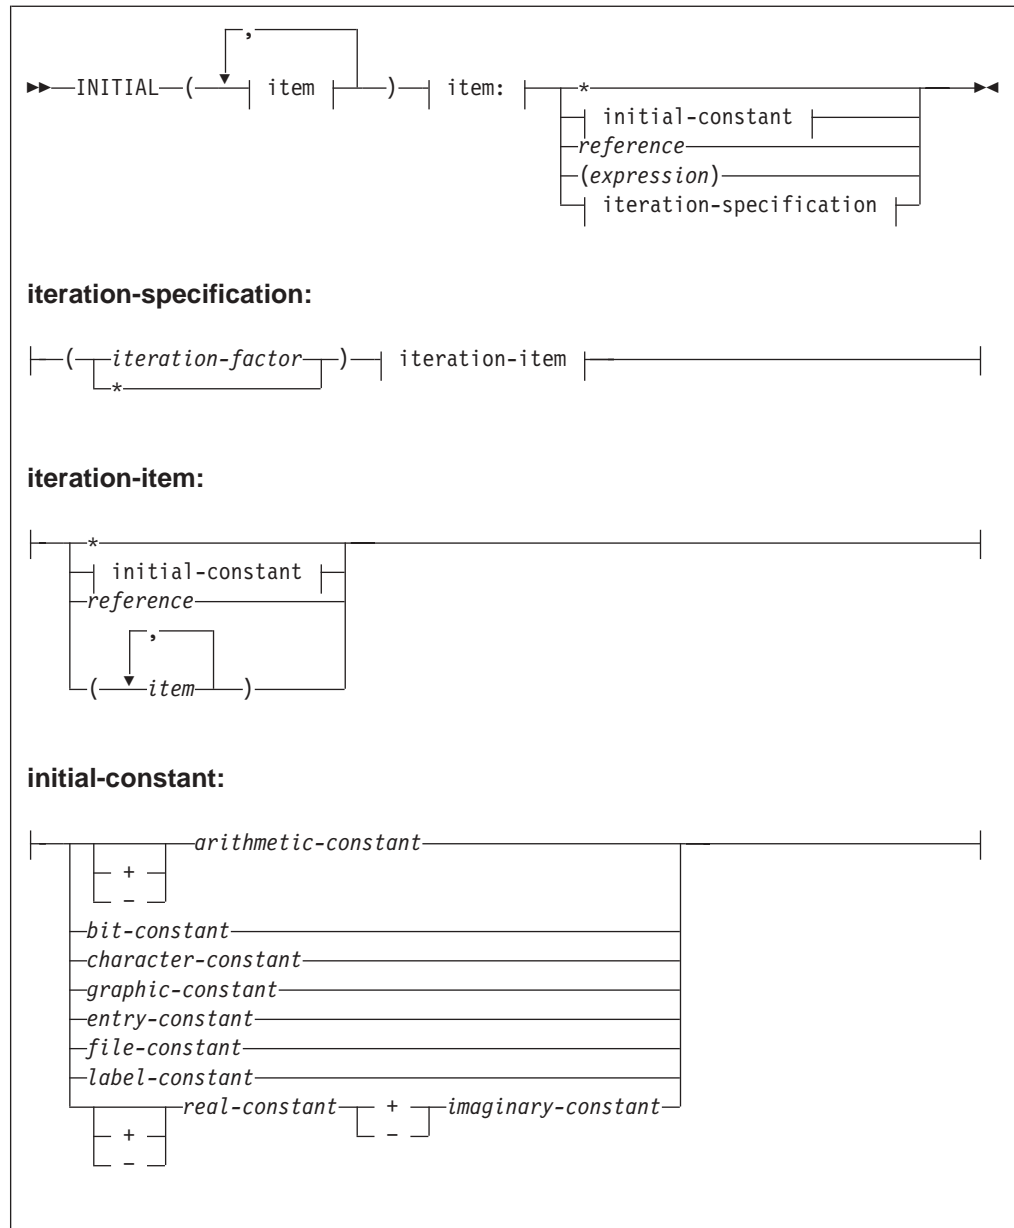 ,
INITIAL ( item ) item: *
initial-constant
reference
(expression)
iteration-specification
iteration-specification:
( iteration-factor ) iteration-item
*
iteration-item:
*
initial-constant
reference
,
( item )
initial-constant:
arithmetic-constant
+
-
bit-constant
character-constant
graphic-constant
entry-constant
file-constant
label-constant
real-constant + imaginary-constant
+ -
-